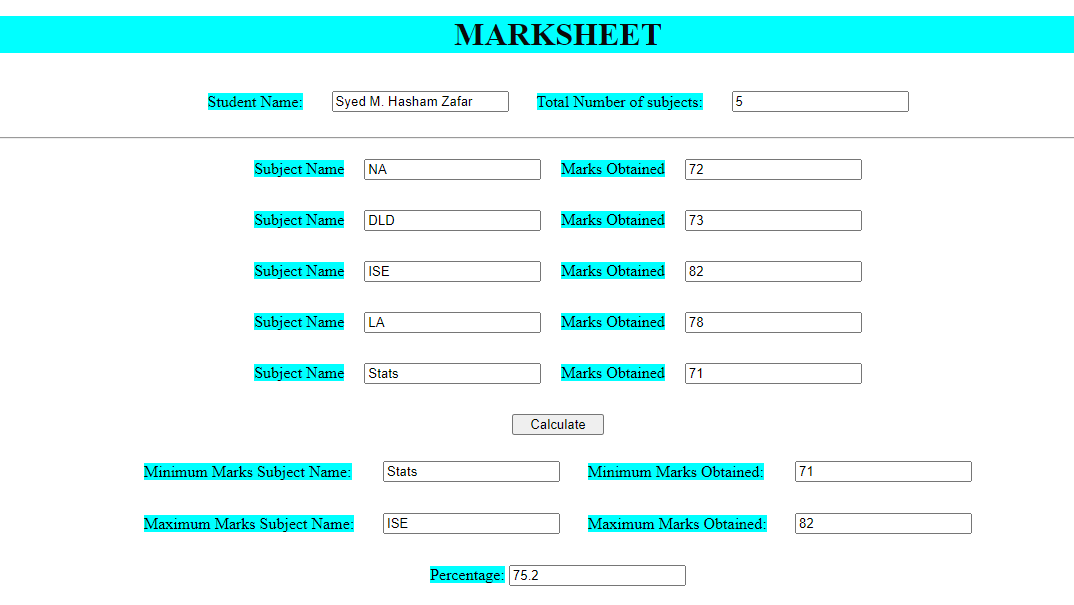 MARKSHEET
Student Name: Syed M. Hasham Zafar Total Number of subjects: 5
Subject Name NA Marks Obtained 72
Subject Name DLD Marks Obtained 73
Subject Name ISE Marks Obtained 82
Subject Name LA Marks Obtained 78
Subject Name Stats Marks Obtained 71
Calculate
Minimum Marks Subject Name: Stats Minimum Marks Obtained: 71
Maximum Marks Subject Name: ISE Maximum Marks Obtained: 82
Percentage: 75.2